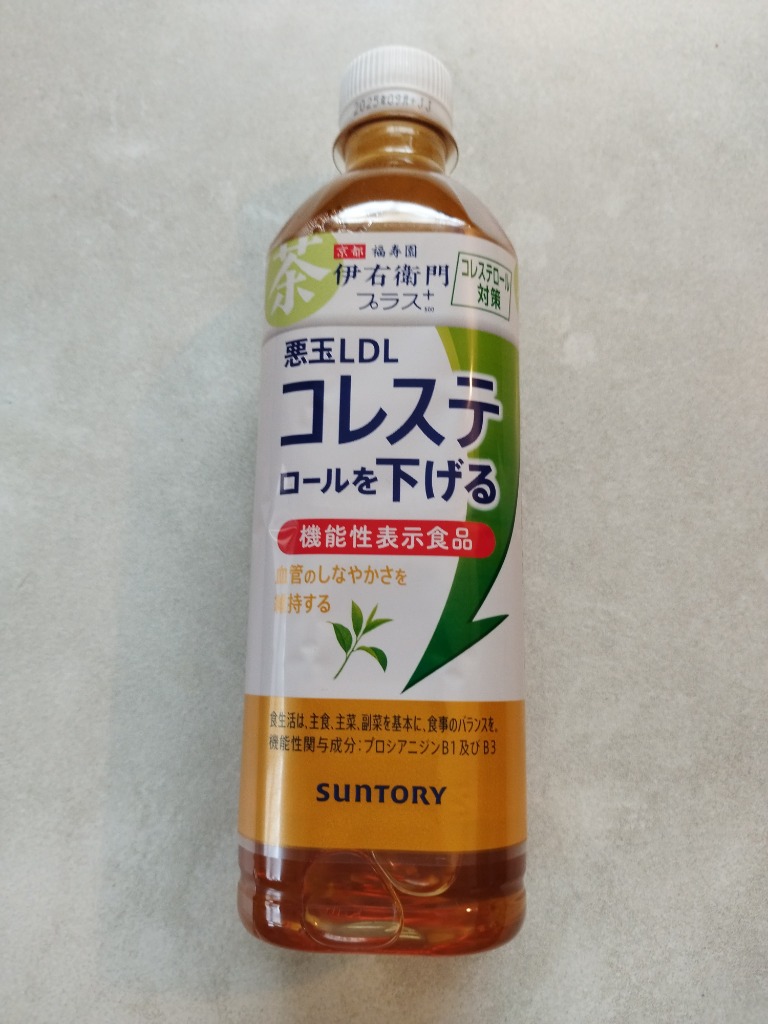 茶
京都 福寿園
伊右衛門
プラス+
500
コレステロール
対策
悪玉LDL
コレステ
ロールを下げる
機能性表示食品
血管のしなやかさを
維持する
食生活は、主食、主菜、副菜を基本に、食事のバランスを。
機能性関与成分:プロシアニジンB1及びB3
SUNTORY